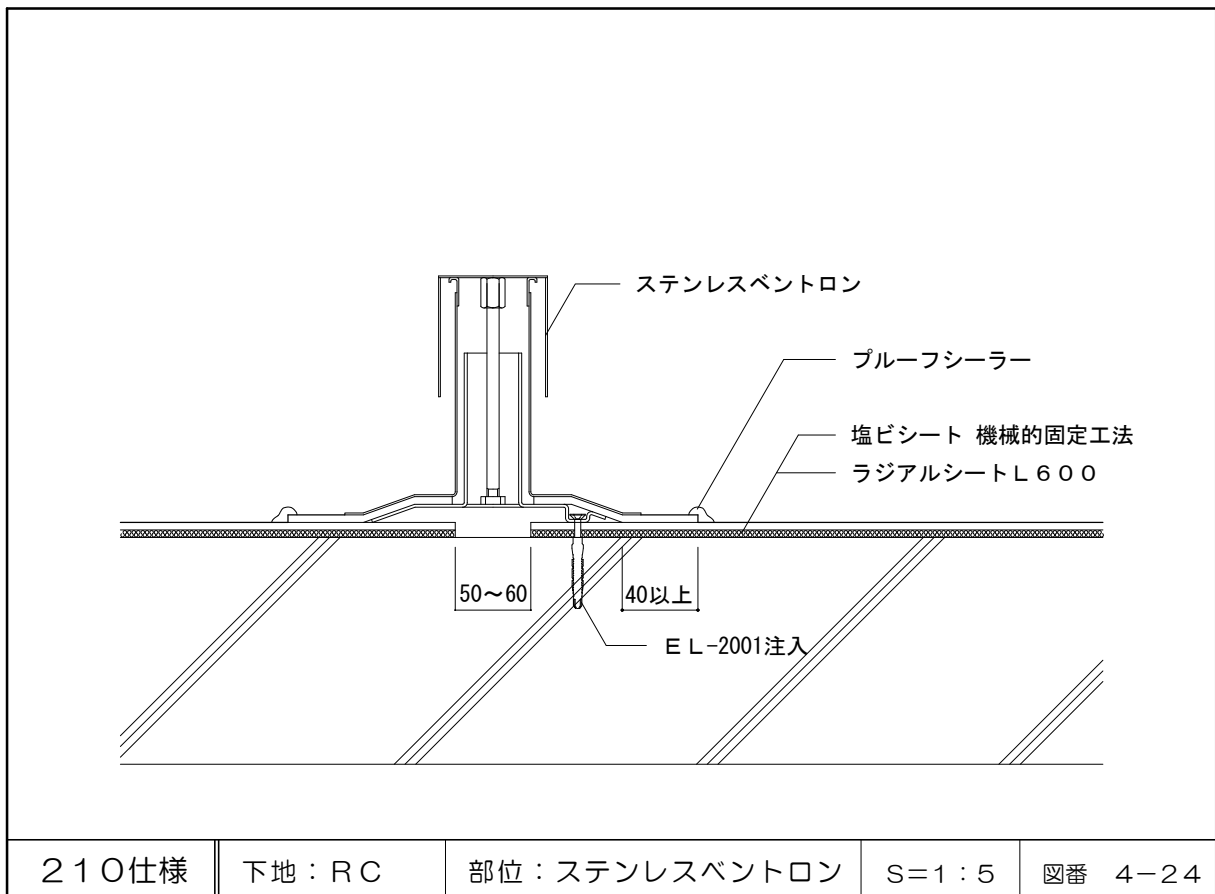 ステンレスベントロン
プルーフシーラー
塩ビシート 機械的固定工法
ラジアルシートL600
50～60
40以上
EL-2001注入
210仕様 下地：RC 部位：ステンレスベントロン S=1：5 図番 4-24